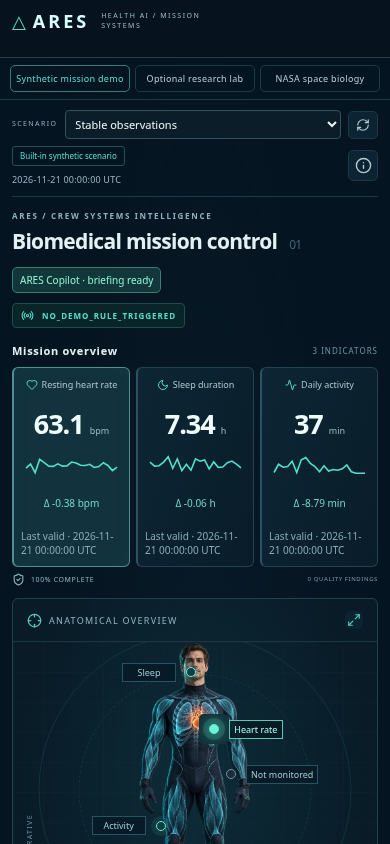 ARES
HEALTH AI / MISSION
SYSTEMS
Synthetic mission demo
Optional research lab
NASA space biology
SCENARIO
Stable observations
Built-in synthetic scenario
2026-11-21 00:00:00 UTC
ARES / CREW SYSTEMS INTELLIGENCE
Biomedical mission control 01
ARES Copilot · briefing ready
NO_DEMO_RULE_TRIGGERED
Mission overview
3 INDICATORS
Resting heart rate
63.1 bpm
Δ -0.38 bpm
Last valid · 2026-11-
21 00:00:00 UTC
Sleep duration
7.34 h
Δ -0.06 h
Last valid · 2026-11-
21 00:00:00 UTC
Daily activity
37 min
Δ -8.79 min
Last valid · 2026-11-
21 00:00:00 UTC
100% COMPLETE
0 QUALITY FINDINGS
ANATOMICAL OVERVIEW
Sleep
Heart rate
Not monitored
Activity